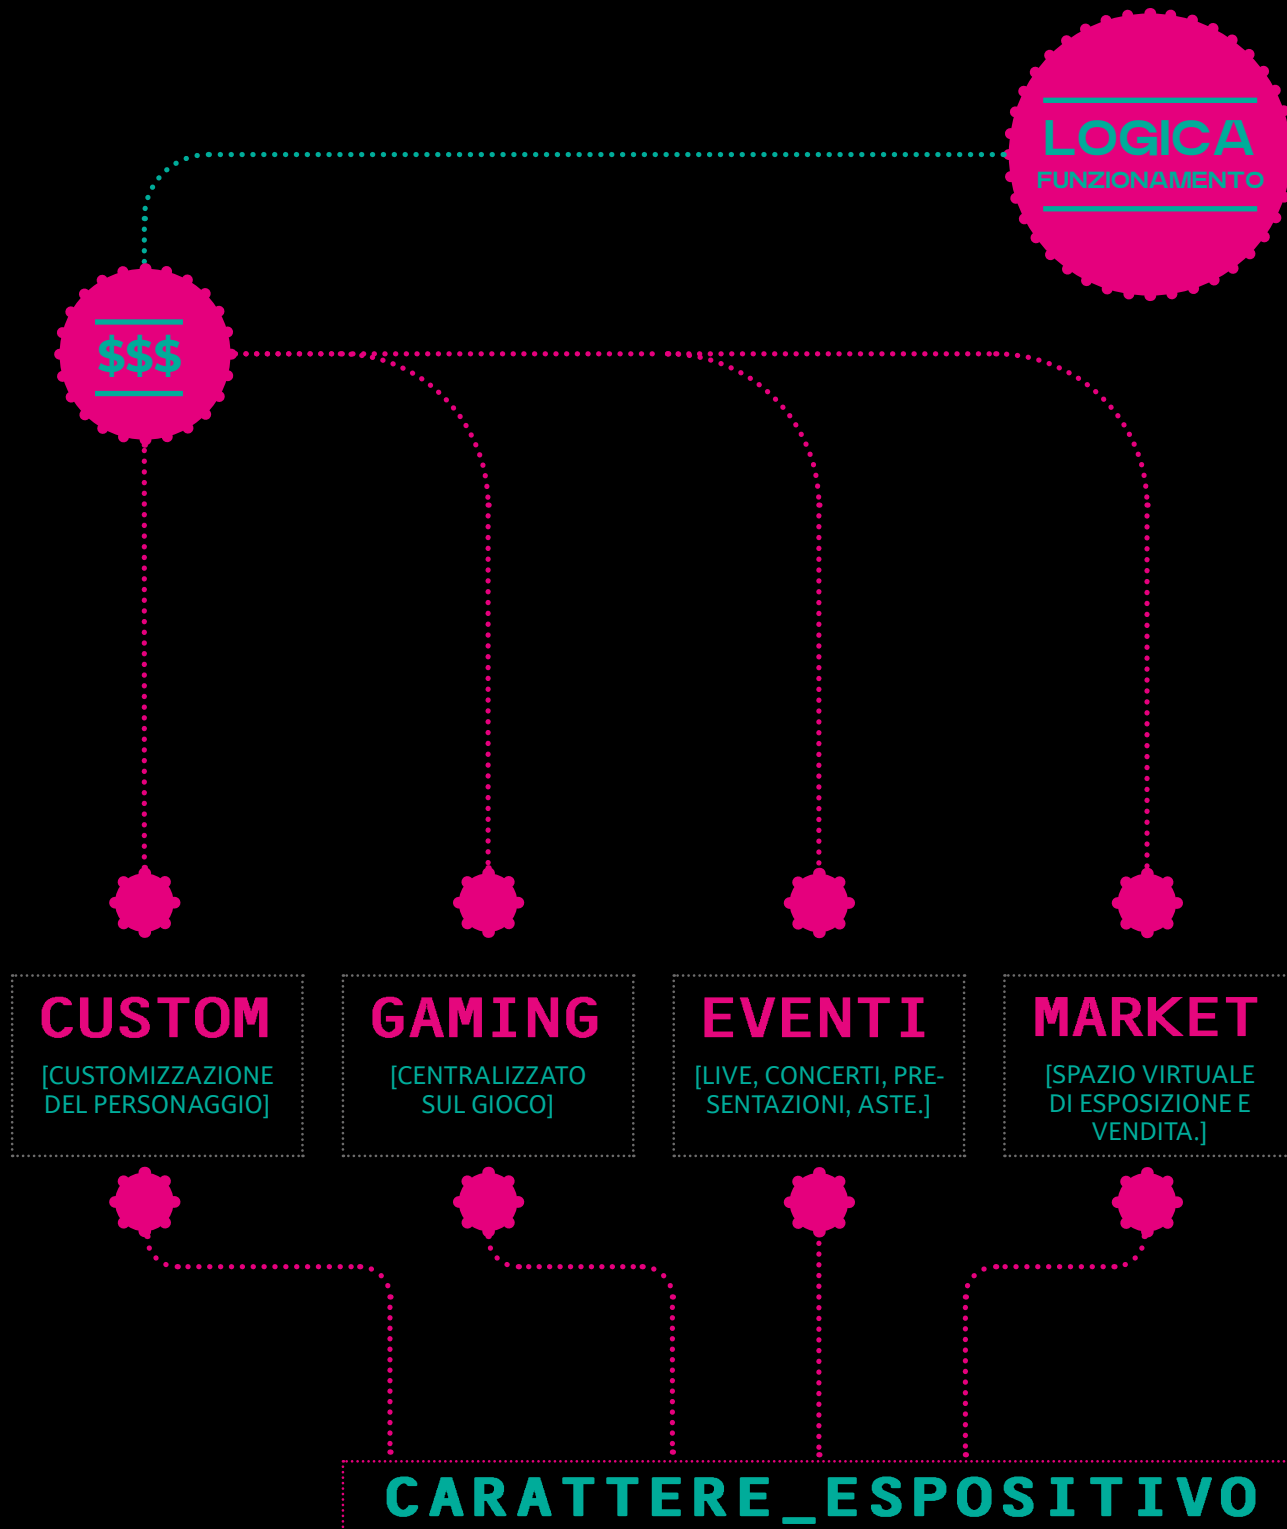 LOGICA
FUNZIONAMENTO
$$$
CUSTOM
[CUSTOMIZZAZIONE
DEL PERSONAGGIO]
GAMING
[CENTRALIZZATO
SUL GIOCO]
EVENTI
[LIVE, CONCERTI, PRE-
SENTAZIONI, ASTE.]
MARKET
[SPAZIO VIRTUALE
DI ESPOSIZIONE E
VENDITA.]
CARATTERE_ESPOSITIVO